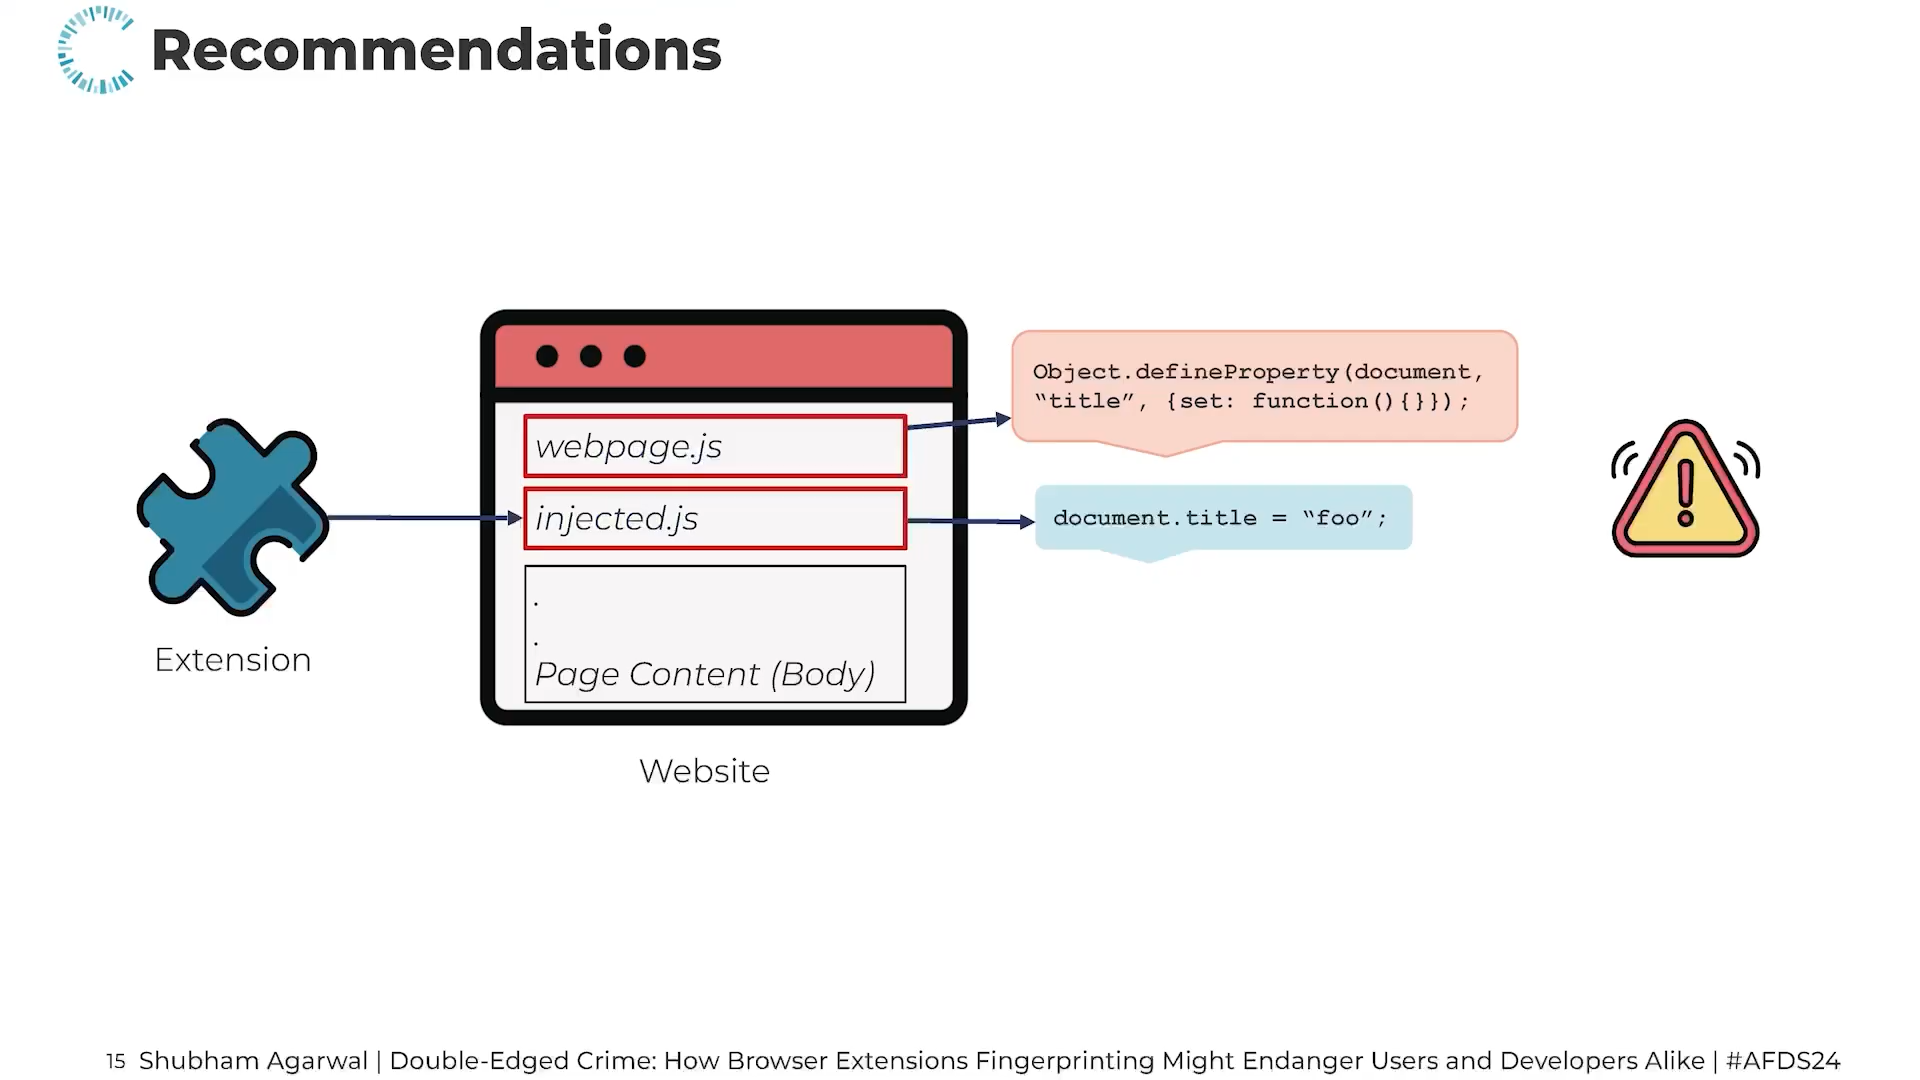 Recommendations
Object.defineProperty(document,
“title”, {set: function(){}});
webpage.js
injected.js
document.title = “foo”;
.
.
Page Content (Body)
Extension
Website
15 Shubham Agarwal | Double-Edged Crime: How Browser Extensions Fingerprinting Might Endanger Users and Developers Alike | #AFDS24